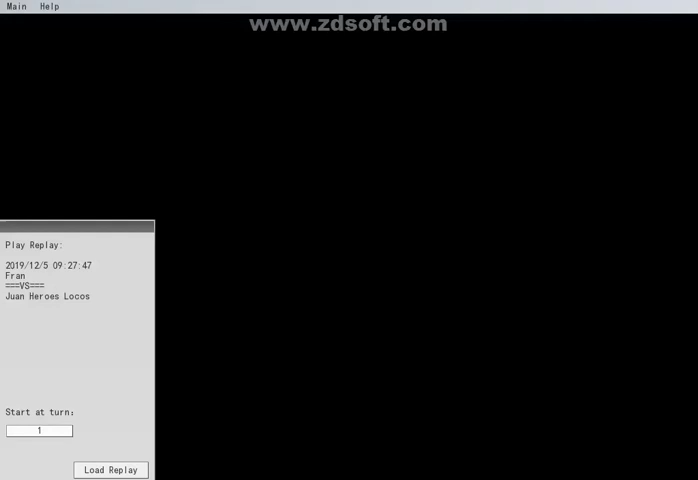 Main Help
www.zdsoft.com
Play Replay:
2019/12/5 09:27:47
Fran
===VS===
Juan Heroes Locos
Start at turn:
1
Load Replay